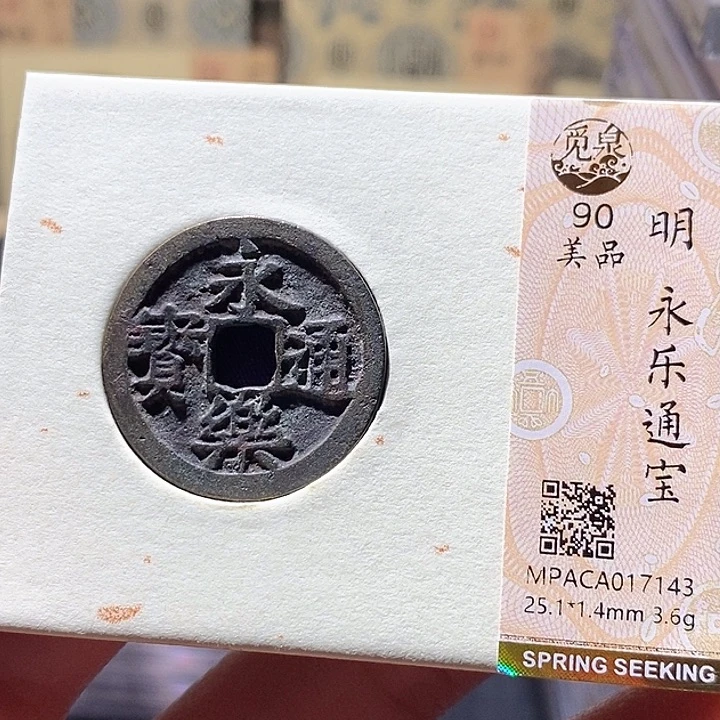 永樂通寳
觅泉
90
美品
明 永乐通宝
MPACA017143
25.1*1.4mm 3.6g
SPRING SEEKING